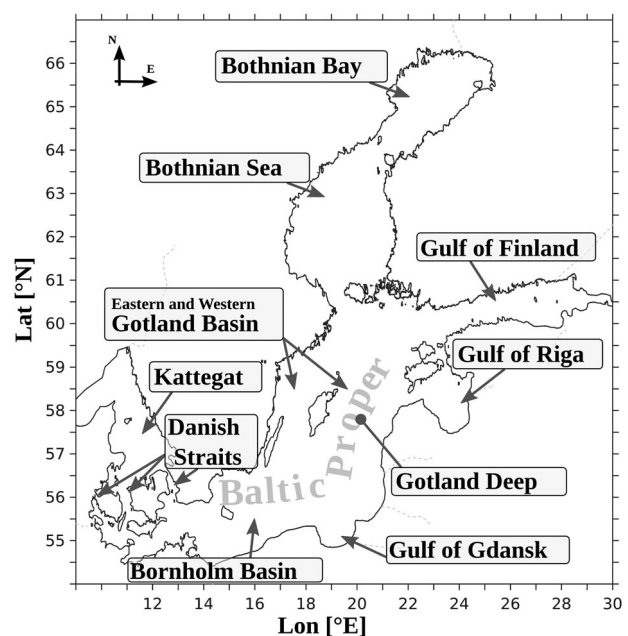 N
E
66
65
64
63
62
61
60
59
58
57
56
55
Lat [°N]
Bothnian Bay
Bothnian Sea
Gulf of Finland
Eastern and Western
Gotland Basin
Gulf of Riga
Kattegat
Danish
Straits
Baltic Proper
Gotland Deep
Gulf of Gdansk
Bornholm Basin
12 14 16 18 20 22 24 26 28 30
Lon [°E]